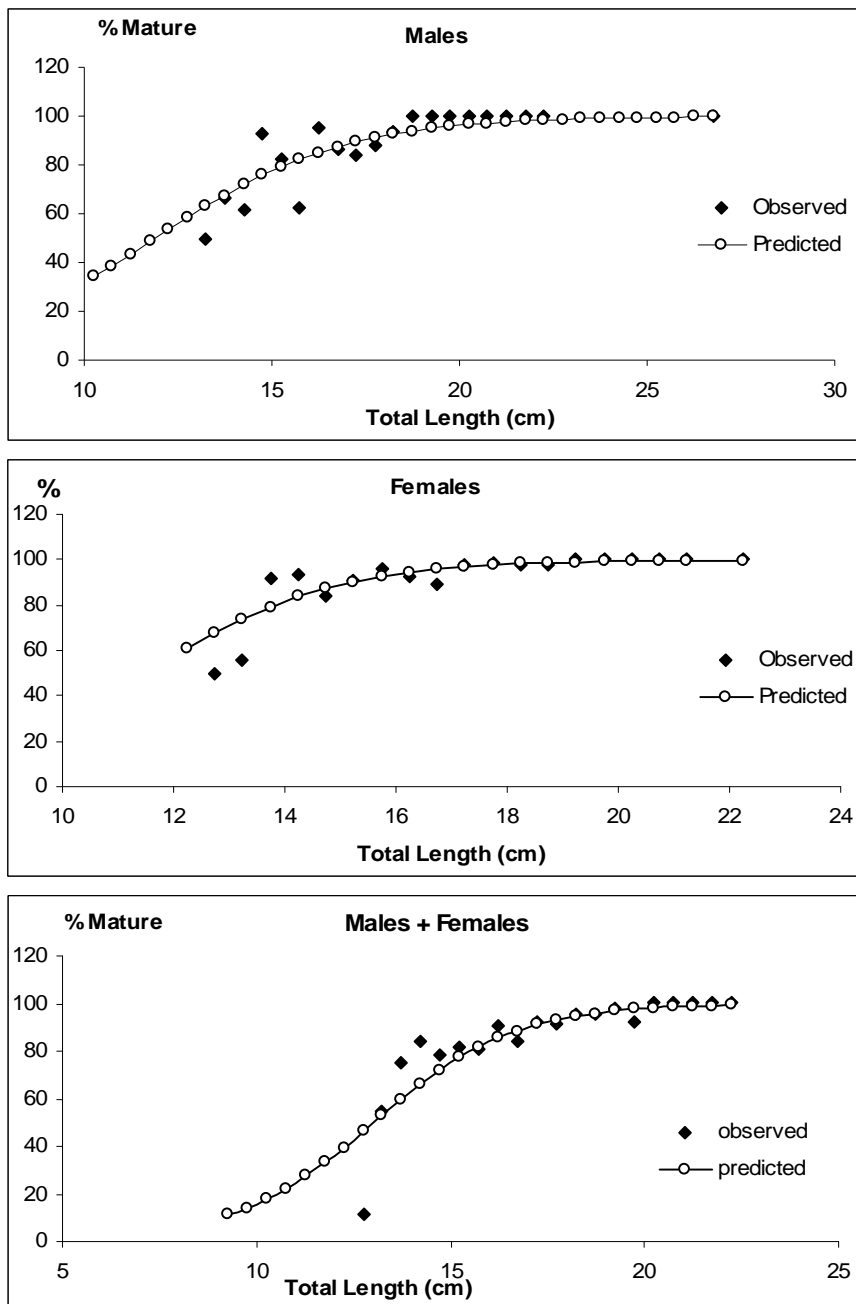 % Mature
Males
120
100
80
60
40
20
0
Observed
Predicted
10 15 20 25 30
Total Length (cm)
%
Females
120
100
80
60
40
20
0
Observed
Predicted
10 12 14 16 18 20 22 24
Total Length (cm)
% Mature
Males + Females
120
100
80
60
40
20
0
observed
predicted
5 10 15 20 25
Total Length (cm)